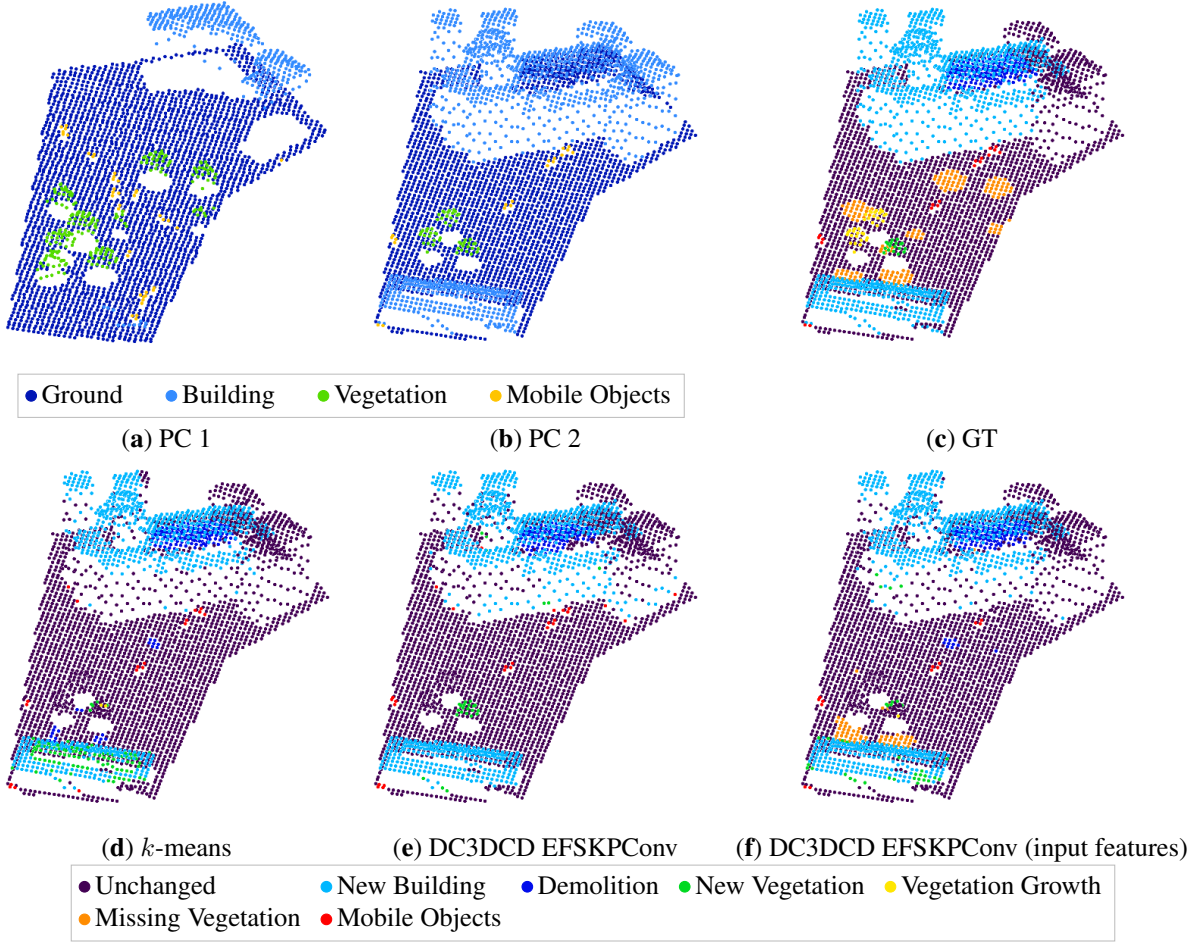 Ground Building Vegetation Mobile Objects
(a) PC 1 (b) PC 2 (c) GT
(d) k-means (e) DC3DCD EFSKPConv (f) DC3DCD EFSKPConv (input features)
Unchanged New Building Demolition New Vegetation Vegetation Growth
Missing Vegetation Mobile Objects